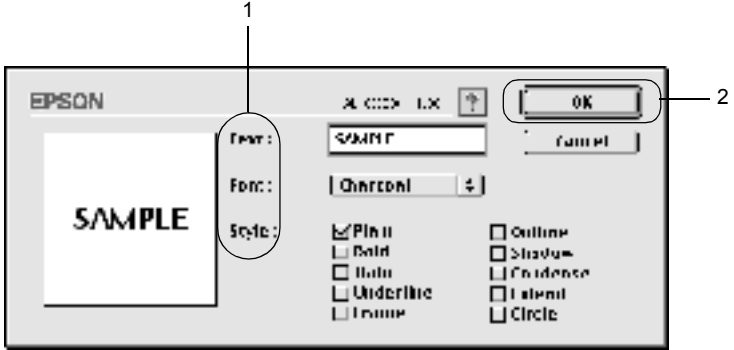 1
EPSON
OK
2
Text:
SAMPLE
Cancel
Font:
Charcoal
SAMPLE
Style:
Plain
Outline
Bold
Shadow
Italic
Condense
Underline
Extend
Frame
Circle